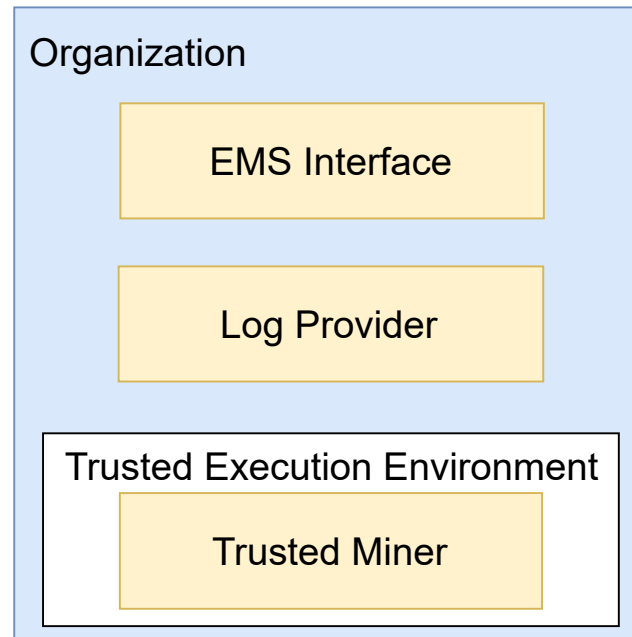 Organization
EMS Interface
Log Provider
Trusted Execution Environment
Trusted Miner